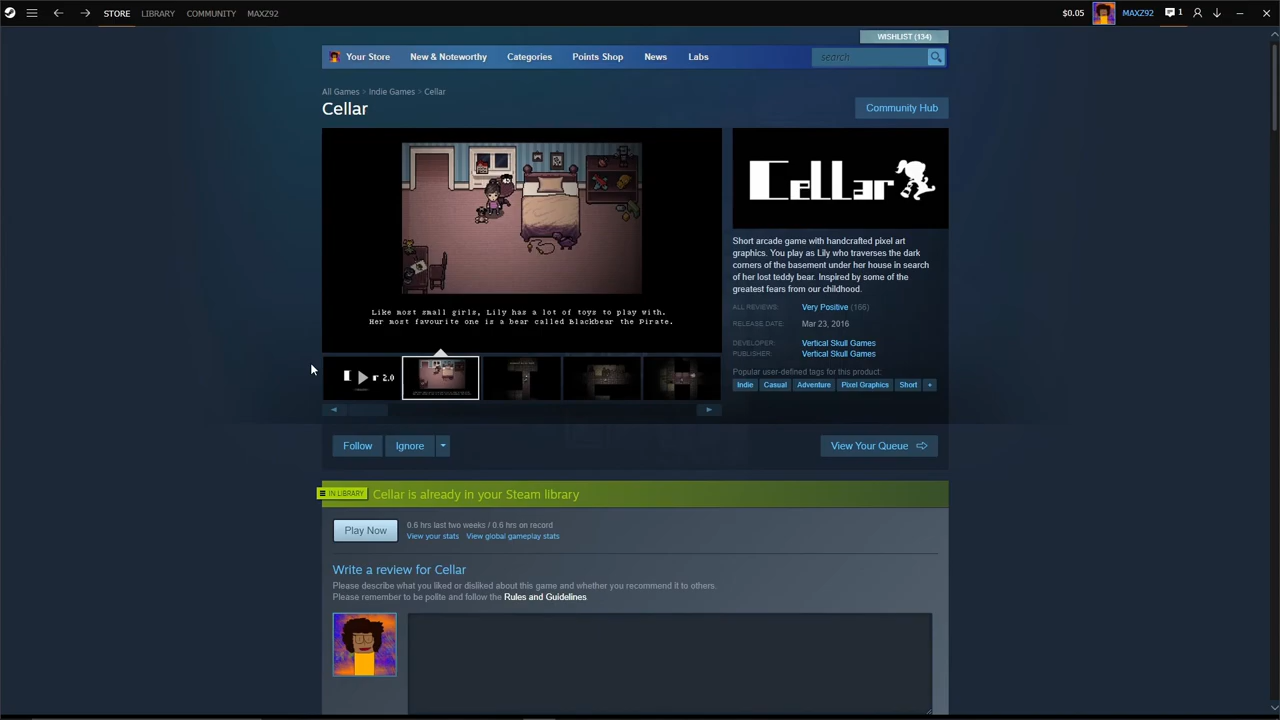 STORE LIBRARY COMMUNITY MAXZ92 $0.05 MAXZ92 1
WISHLIST (134)
Your Store New & Noteworthy Categories Points Shop News Labs search
All Games > Indie Games > Cellar
Cellar
Community Hub
Like most small girls, Lily has a lot of toys to play with.
Her most favourite one is a bear called Blackbear the Pirate.
Cellar
Short arcade game with handcrafted pixel art
graphics. You play as Lily who traverses the dark
corners of the basement under her house in search
of her lost teddy bear. Inspired by some of the
greatest fears from our childhood.
ALL REVIEWS: Very Positive (166)
RELEASE DATE: Mar 23, 2016
DEVELOPER: Vertical Skull Games
PUBLISHER: Vertical Skull Games
Popular user-defined tags for this product:
Indie Casual Adventure Pixel Graphics Short +
r 2.0
Follow Ignore View Your Queue
IN LIBRARY Cellar is already in your Steam library
Play Now
0.6 hrs last two weeks / 0.6 hrs on record
View your stats View global gameplay stats
Write a review for Cellar
Please describe what you liked or disliked about this game and whether you recommend it to others.
Please remember to be polite and follow the Rules and Guidelines